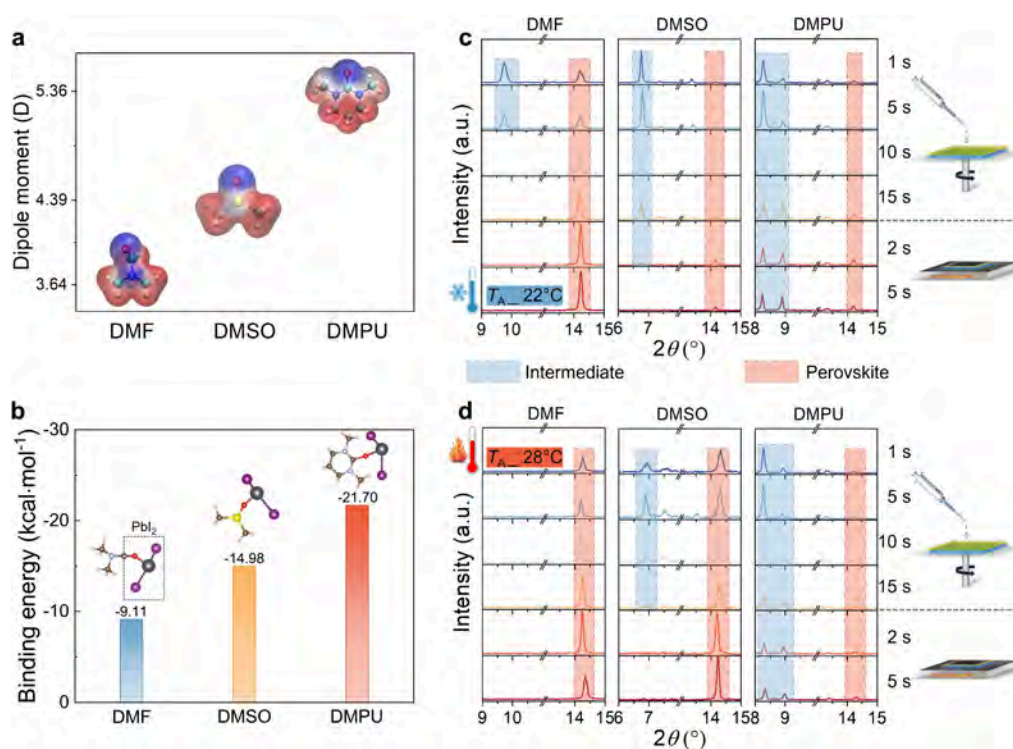 a
Dipole moment (D)
5.36
4.39
3.64
DMF
DMSO
DMPU
b
Binding energy (kcal·mol⁻¹)
-30
-20
-10
0
PbI₂
-9.11
-14.98
-21.70
DMF
DMSO
DMPU
c
DMF
DMSO
DMPU
Intensity (a.u.)
1 s
5 s
10 s
15 s
2 s
5 s
T_A_ 22°C
9 10 14 15 6 7 14 15 8 9 14 15
2θ (°)
Intermediate
Perovskite
d
DMF
DMSO
DMPU
T_A_ 28°C
Intensity (a.u.)
1 s
5 s
10 s
15 s
2 s
5 s
9 10 14 15 6 7 14 15 8 9 14 15
2θ (°)